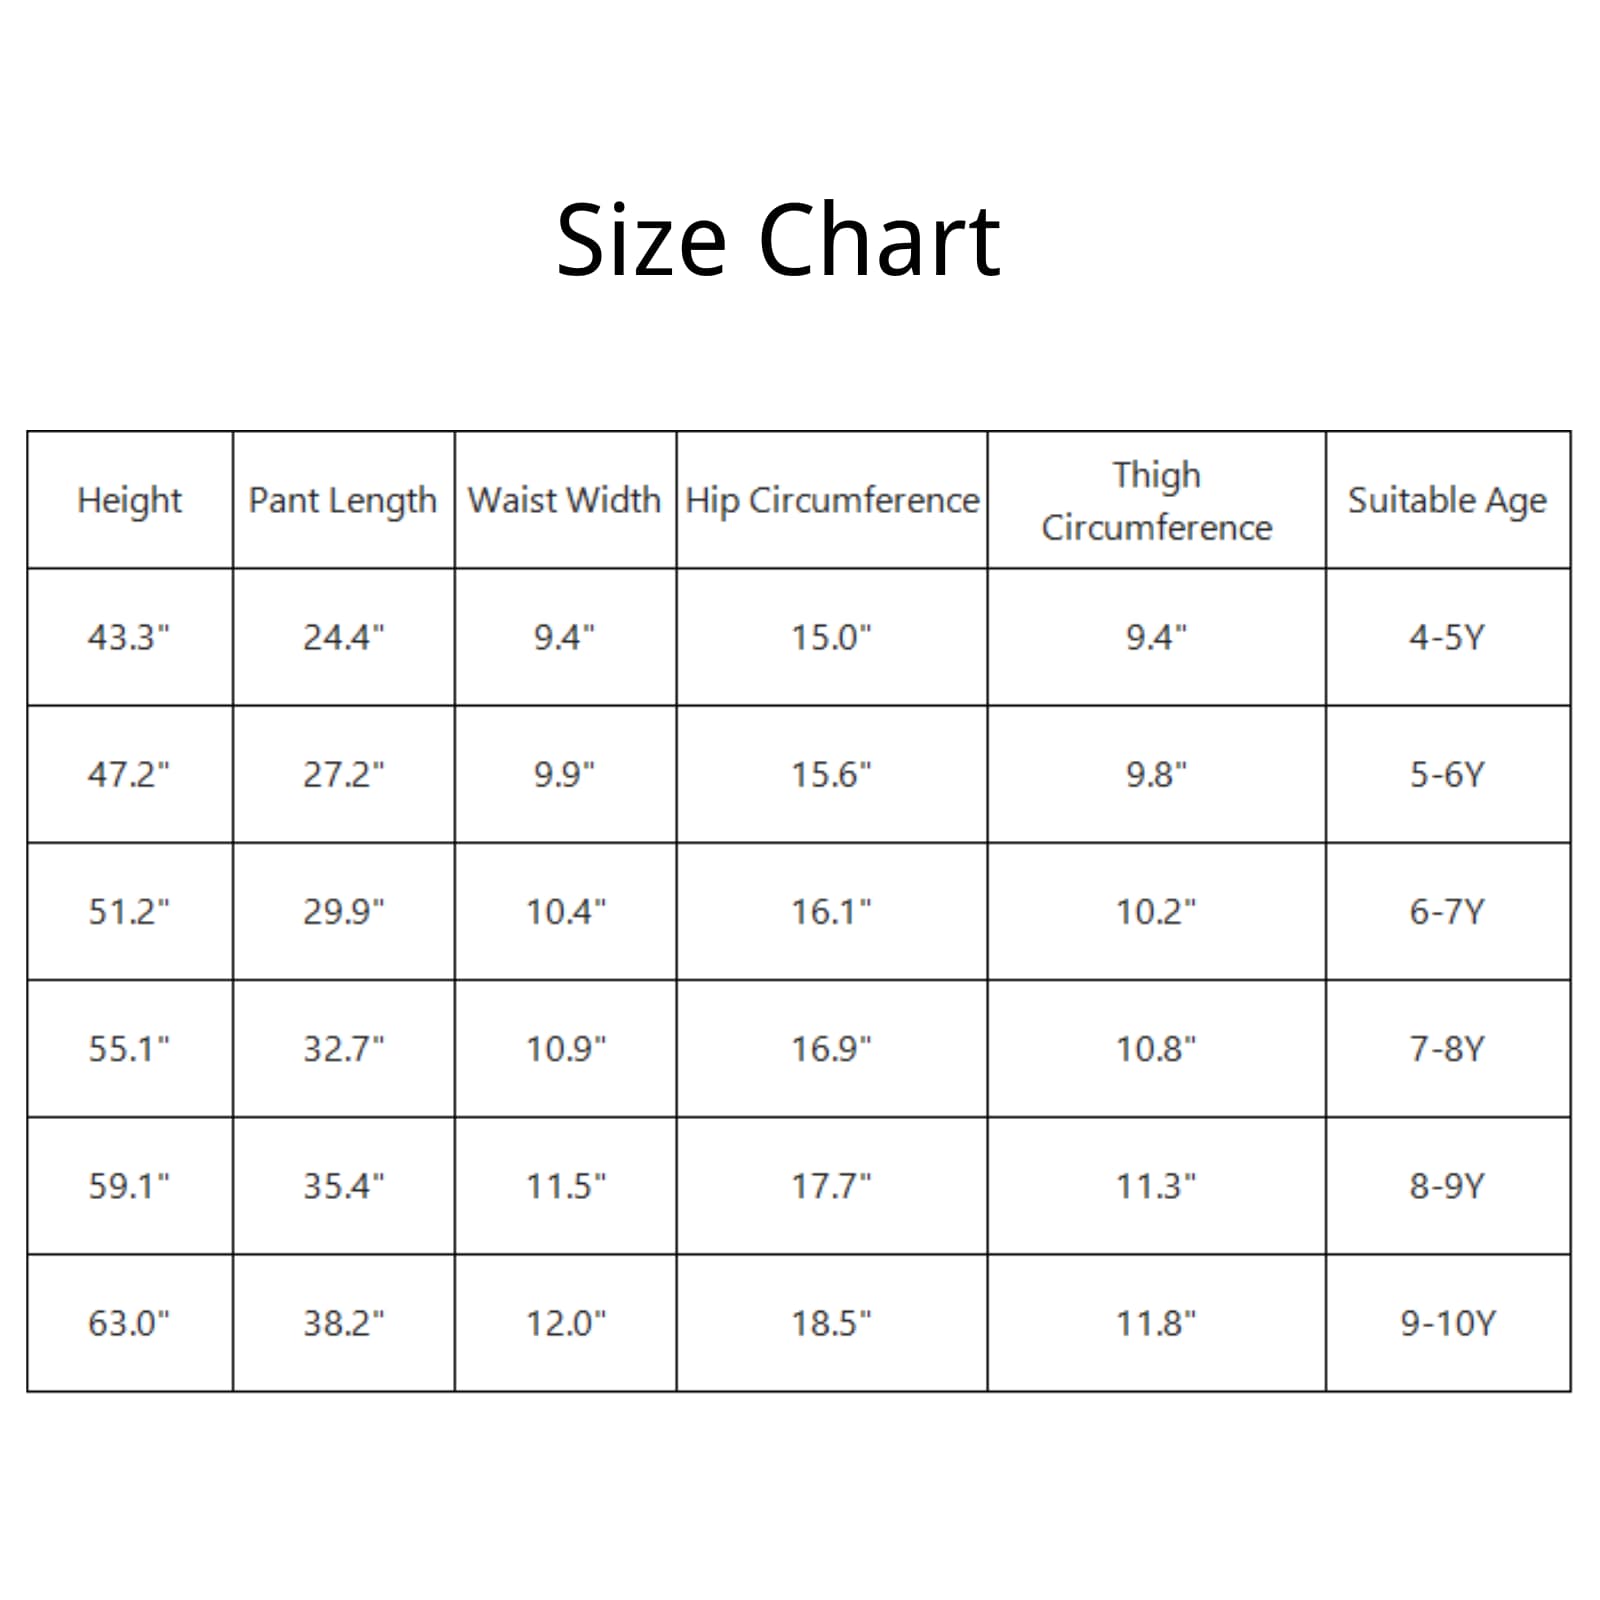 Size Chart
Height Pant Length Waist Width Hip Circumference Thigh Circumference Suitable Age
43.3" 24.4" 9.4" 15.0" 9.4" 4-5Y
47.2" 27.2" 9.9" 15.6" 9.8" 5-6Y
51.2" 29.9" 10.4" 16.1" 10.2" 6-7Y
55.1" 32.7" 10.9" 16.9" 10.8" 7-8Y
59.1" 35.4" 11.5" 17.7" 11.3" 8-9Y
63.0" 38.2" 12.0" 18.5" 11.8" 9-10Y